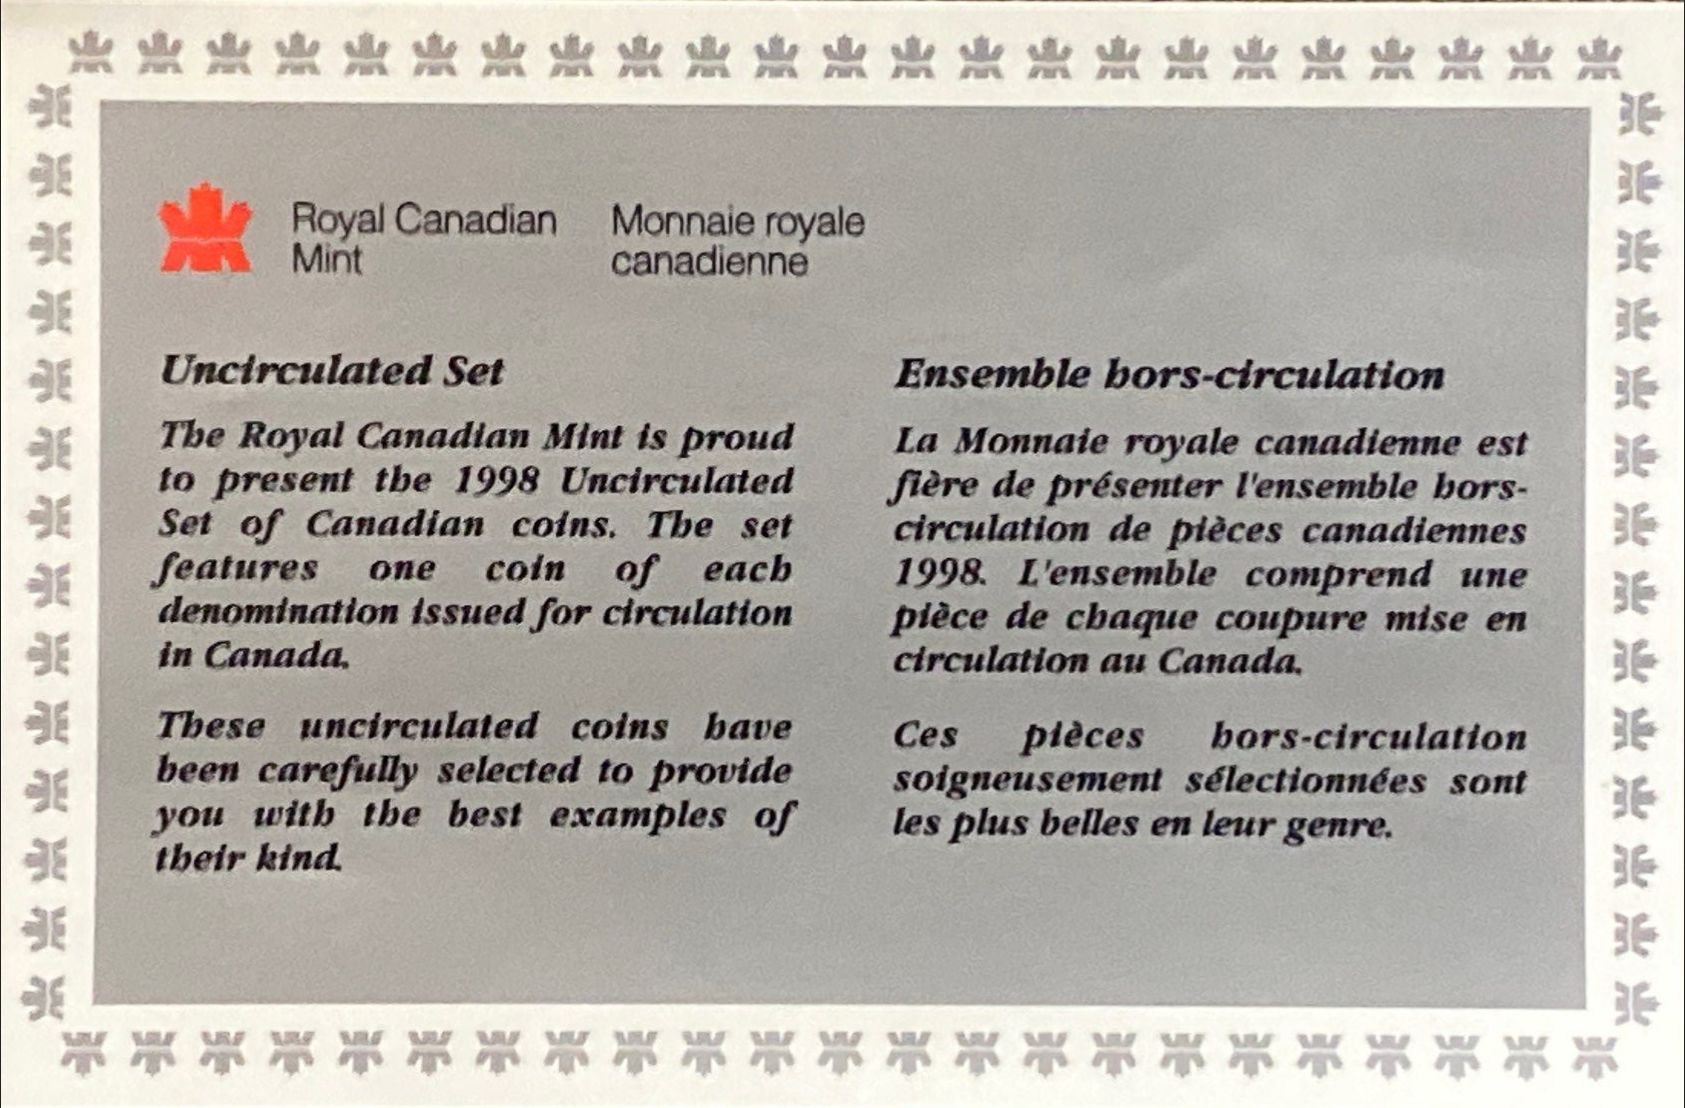 Royal Canadian
Mint
Monnaie royale
canadienne
Uncirculated Set
The Royal Canadian Mint is proud
to present the 1998 Uncirculated
Set of Canadian coins. The set
features one coin of each
denomination issued for circulation
in Canada.
These uncirculated coins have
been carefully selected to provide
you with the best examples of
their kind.
Ensemble hors-circulation
La Monnaie royale canadienne est
fière de présenter l'ensemble hors-
circulation de pièces canadiennes
1998. L'ensemble comprend une
pièce de chaque coupure mise en
circulation au Canada.
Ces pièces hors-circulation
soigneusement sélectionnées sont
les plus belles en leur genre.